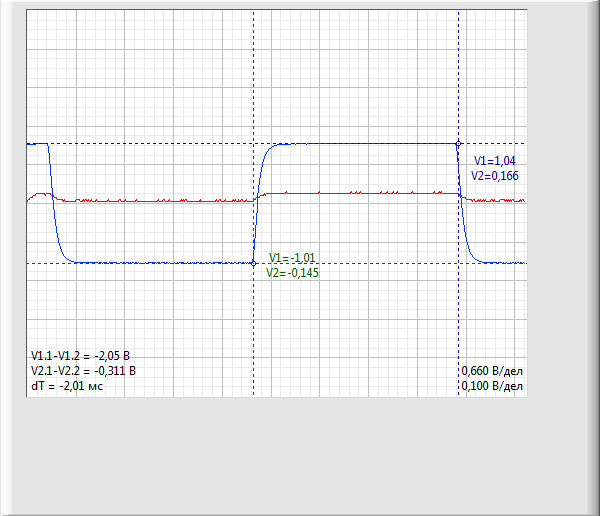 V1=1,04
V2=0,166
V1=-1,01
V2=-0,145
V1.1-V1.2 = -2,05 В
V2.1-V2.2 = -0,311 В
dT = -2,01 мс
0,660 В/дел
0,100 В/дел